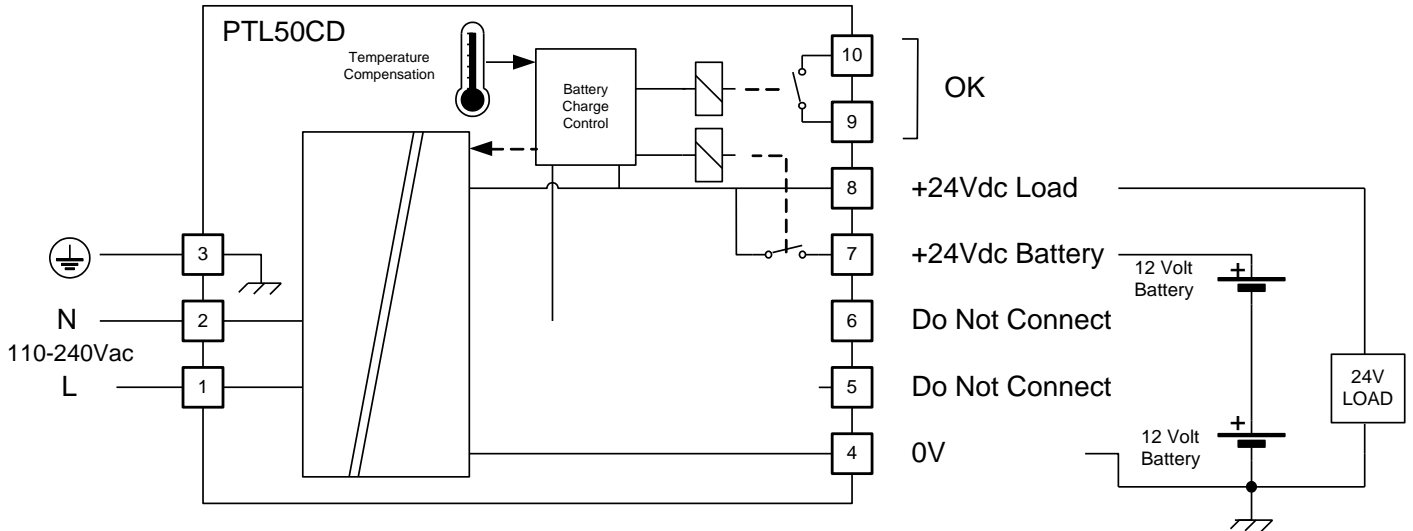 PTL50CD
Temperature
Compensation
Battery
Charge
Control
10
9
OK
8
+24Vdc Load
7
+24Vdc Battery
6
Do Not Connect
5
Do Not Connect
4
0V
3
N
2
110-240Vac
L
1
12 Volt
Battery
+
12 Volt
Battery
+
24V
LOAD